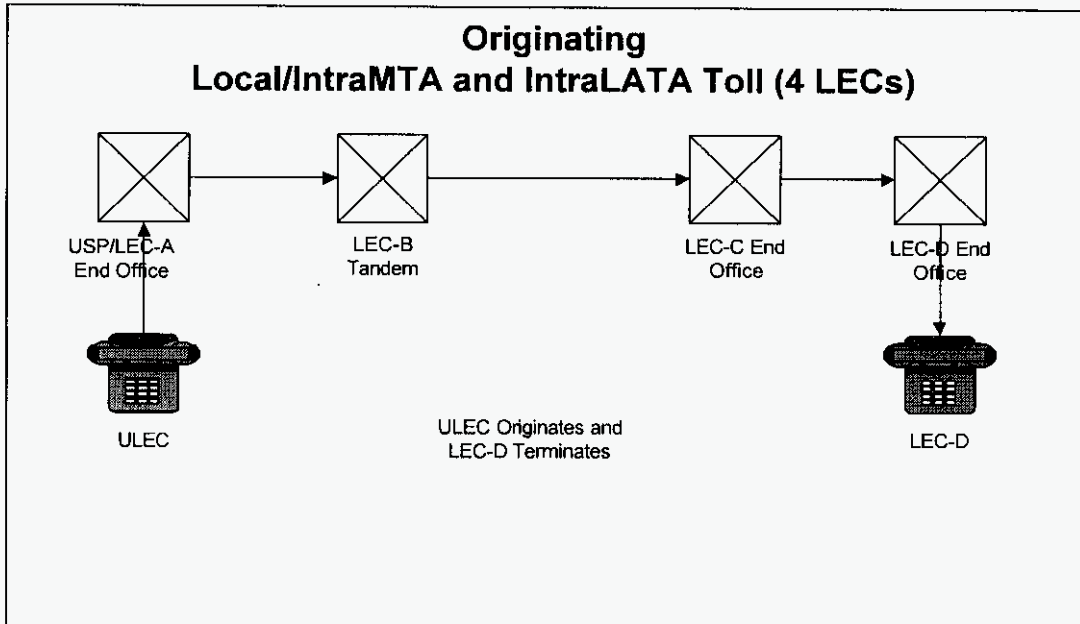 Originating
Local/IntraMTA and IntraLATA Toll (4 LECs)
USP/LEC-A
End Office
LEC-B
Tandem
LEC-C End
Office
LEC-D End
Office
ULEC
ULEC Originates and
LEC-D Terminates
LEC-D